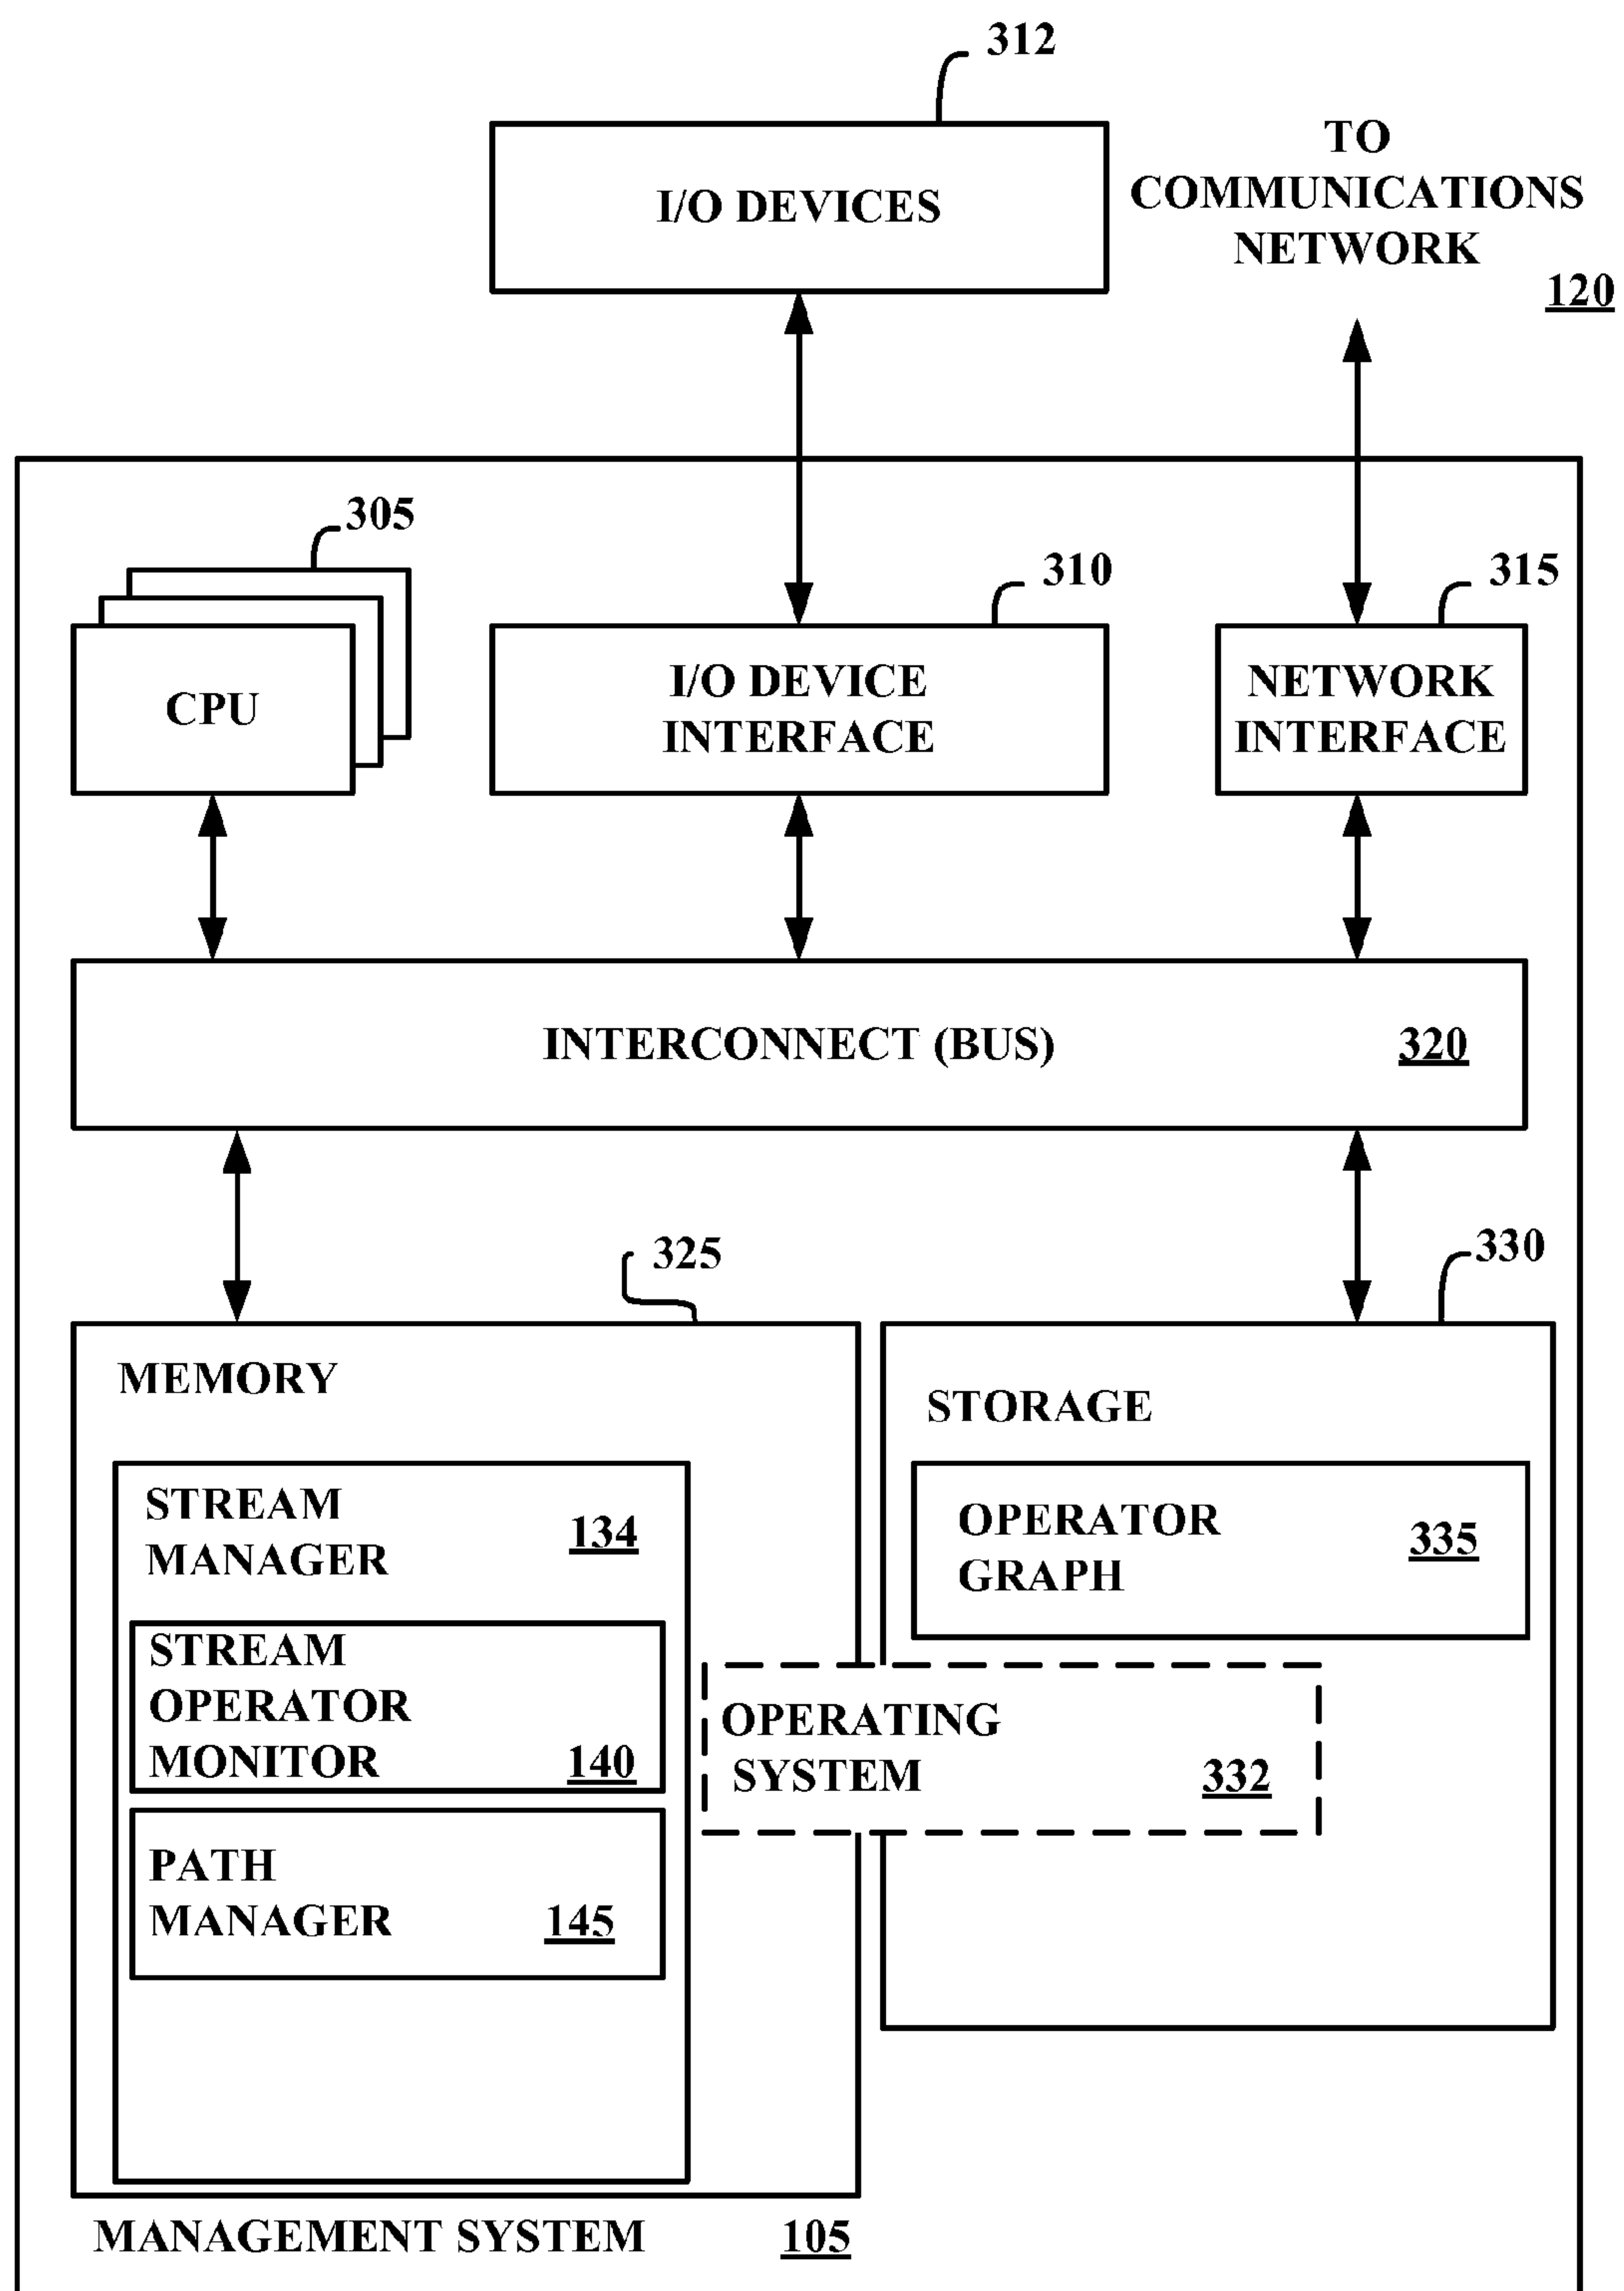 312
I/O DEVICES
TO
COMMUNICATIONS
NETWORK
120
305
310
315
CPU
I/O DEVICE
INTERFACE
NETWORK
INTERFACE
INTERCONNECT (BUS)
320
325
330
MEMORY
STORAGE
STREAM
MANAGER
134
OPERATOR
GRAPH
335
STREAM
OPERATOR
MONITOR
140
OPERATING
SYSTEM
332
PATH
MANAGER
145
MANAGEMENT SYSTEM
105